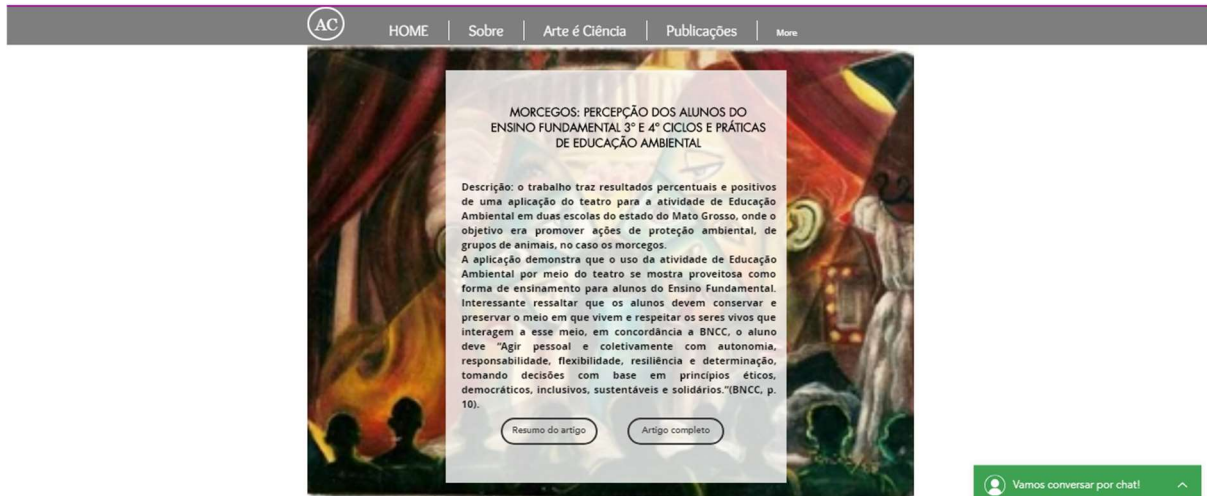 AC
HOME
Sobre
Arte é Ciência
Publicações
More
MORCEGOS: PERCEPÇÃO DOS ALUNOS DO
ENSINO FUNDAMENTAL 3º E 4º CICLOS E PRÁTICAS
DE EDUCAÇÃO AMBIENTAL
Descrição: o trabalho traz resultados percentuais e positivos
de uma aplicação do teatro para a atividade de Educação
Ambiental em duas escolas do estado do Mato Grosso, onde o
objetivo era promover ações de proteção ambiental, de
grupos de animais, no caso os morcegos.
A aplicação demonstra que o uso da atividade de Educação
Ambiental por meio do teatro se mostra proveitosa como
forma de ensinamento para alunos do Ensino Fundamental.
Interessante ressaltar que os alunos devem conservar e
preservar o meio em que vivem e respeitar os seres vivos que
interagem a esse meio, em concordância a BNCC, o aluno
deve “Agir pessoal e coletivamente com autonomia,
responsabilidade, flexibilidade, resiliência e determinação,
tomando decisões com base em princípios éticos,
democráticos, inclusivos, sustentáveis e solidários.”(BNCC, p.
10).
Resumo do artigo
Artigo completo
Vamos conversar por chat!